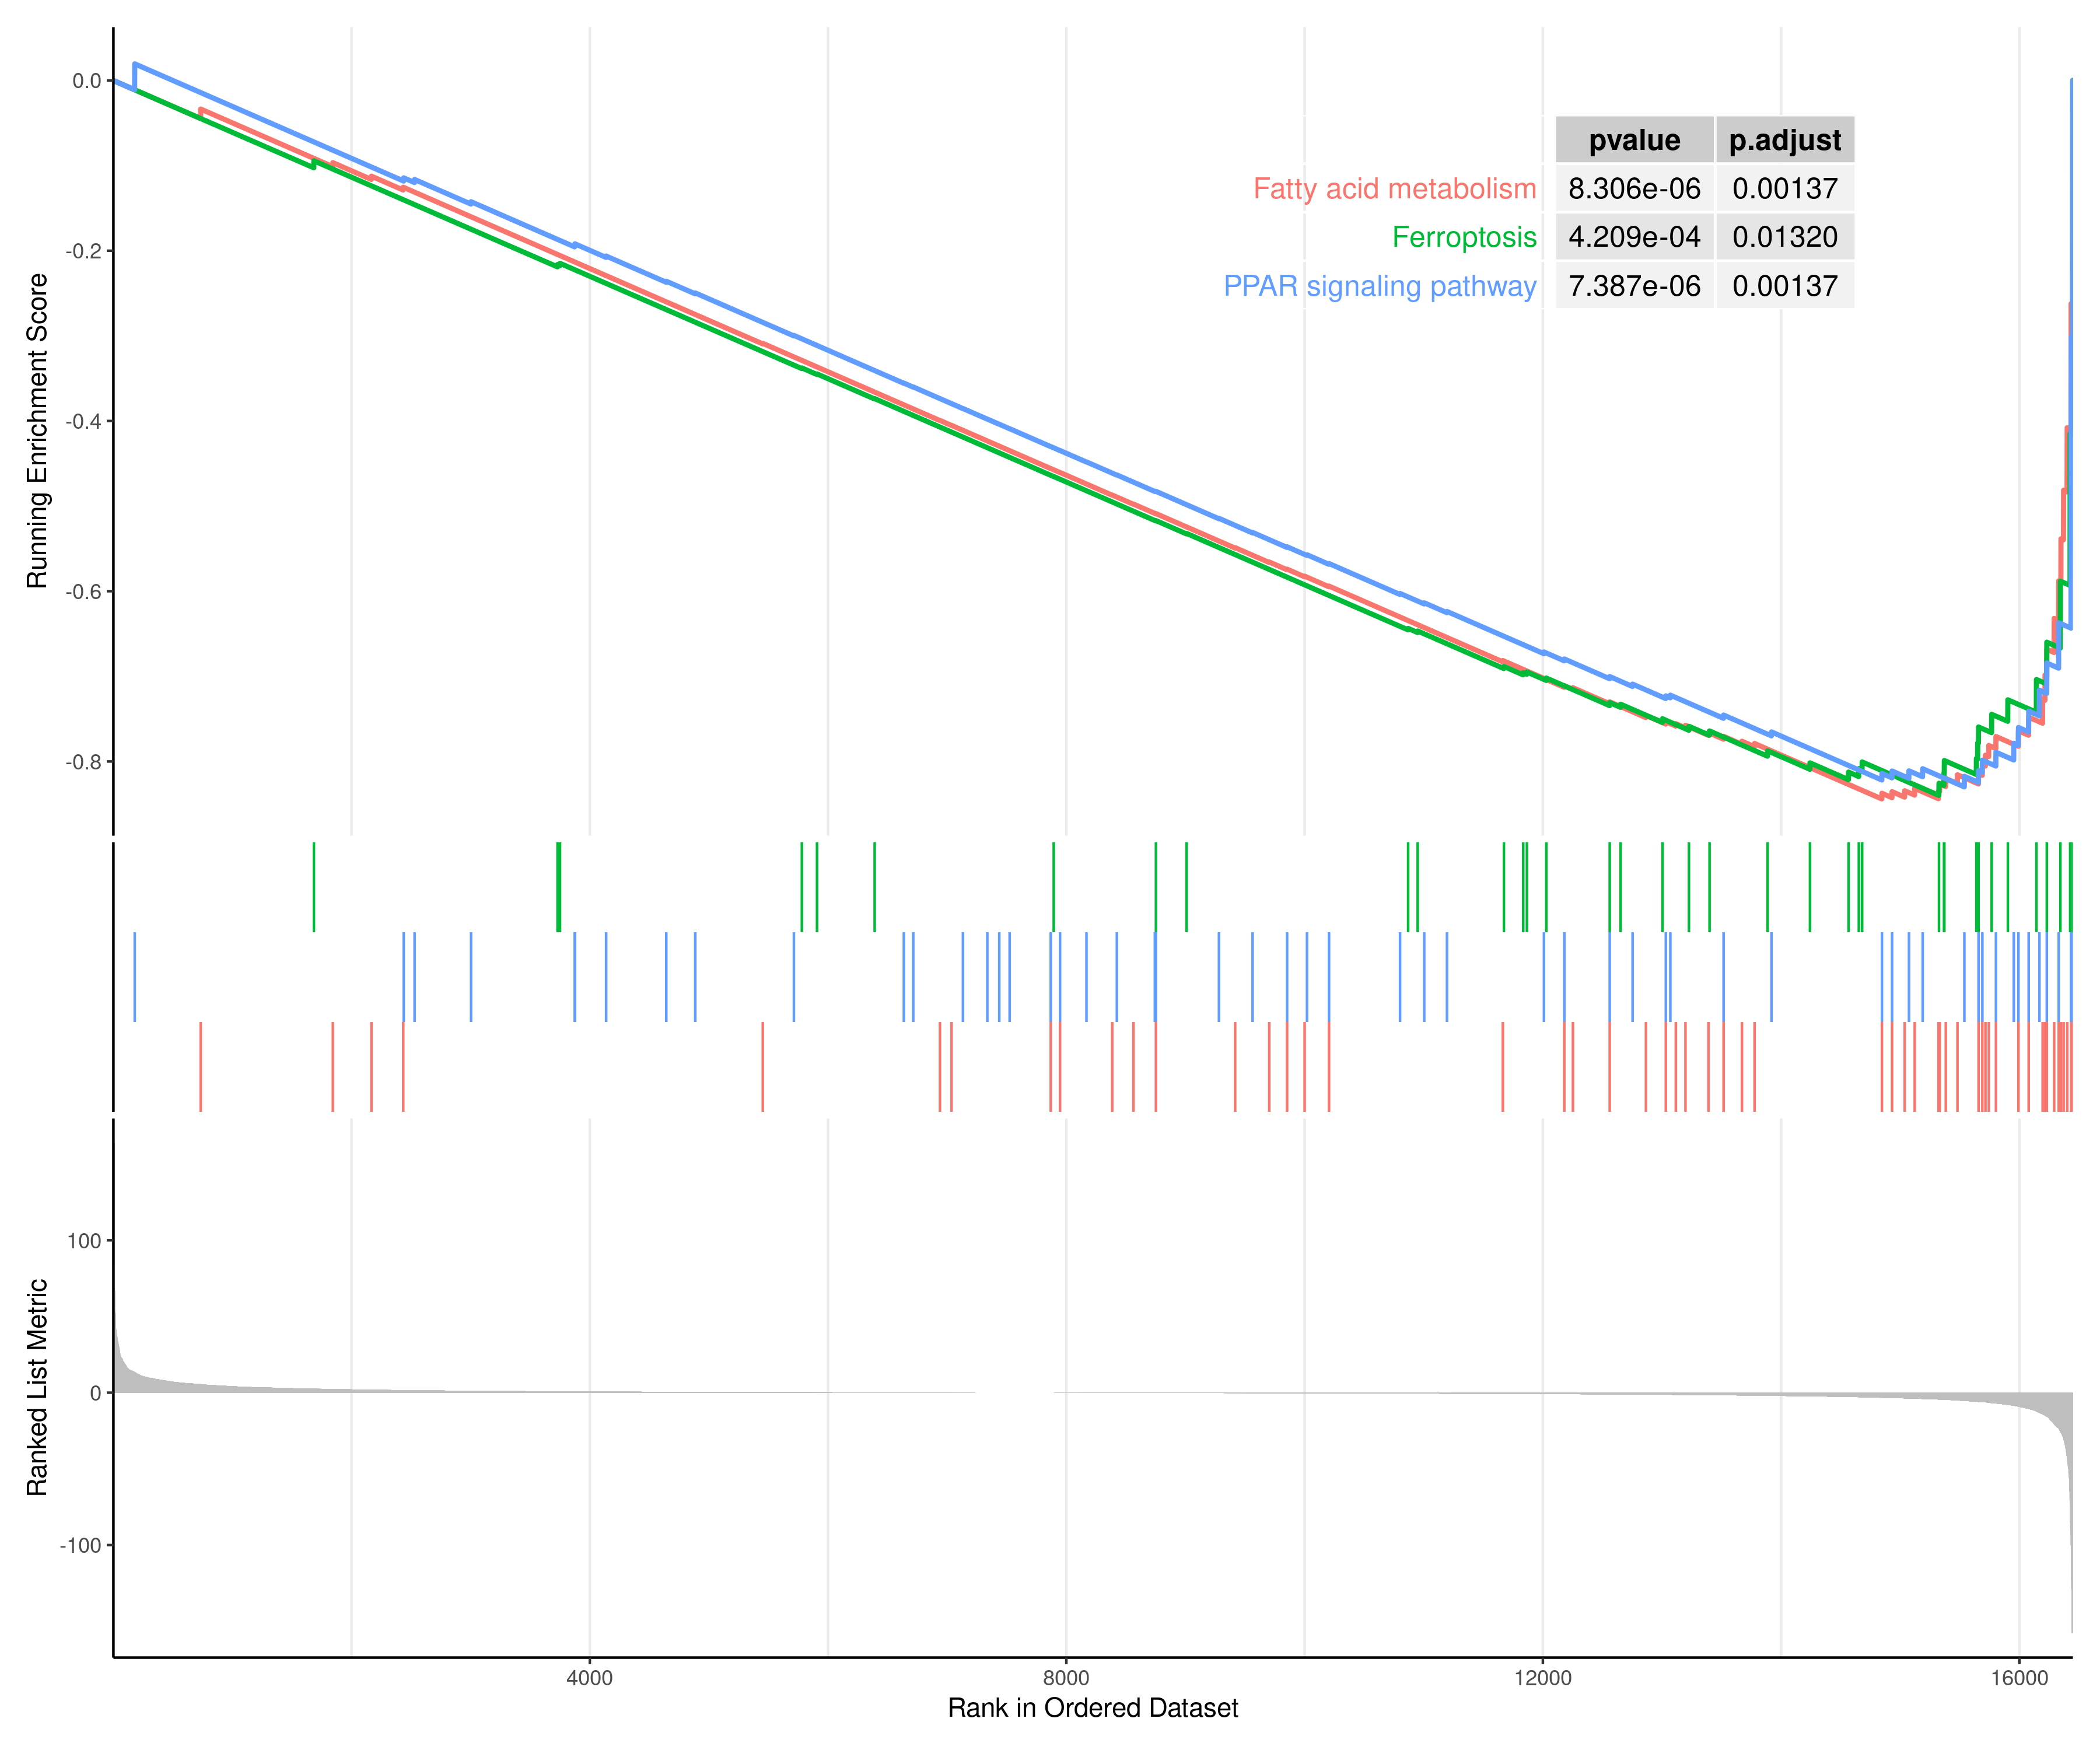 Running Enrichment Score
0.0
-0.2
-0.4
-0.6
-0.8
pvalue p.adjust
Fatty acid metabolism 8.306e-06 0.00137
Ferroptosis 4.209e-04 0.01320
PPAR signaling pathway 7.387e-06 0.00137
Ranked List Metric
100
0
-100
4000 8000 12000 16000
Rank in Ordered Dataset